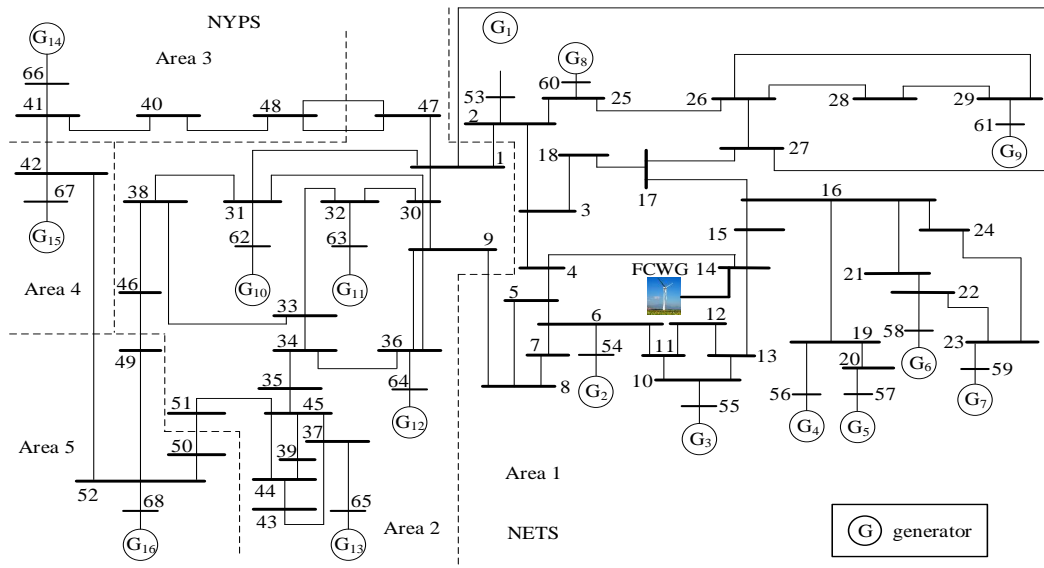 NYPS
G14
Area 3
66
41
40
48
47
G1
G8
53
60
2
25
26
28
29
61
G9
1
18
27
17
42
67
G15
38
31
32
30
62
63
G10
G11
3
16
15
24
9
4
FCWG
14
21
22
46
Area 4
33
5
6
12
58
49
34
36
7
54
11
13
19
23
G6
20
59
35
64
8
10
56
57
G7
G2
55
51
45
G12
G4
G5
37
G3
50
39
Area 5
44
Area 1
52
68
43
65
G16
Area 2
G13
NETS
G generator